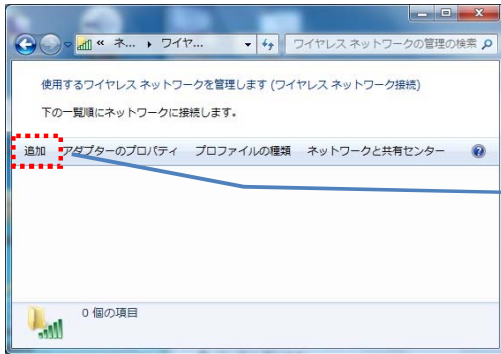 « ネ... ▸ ワイヤ... ワイヤレス ネットワークの管理の検索
使用するワイヤレス ネットワークを管理します (ワイヤレス ネットワーク接続)
下の一覧順にネットワークに接続します。
追加 アダプターのプロパティ プロファイルの種類 ネットワークと共有センター
0 個の項目